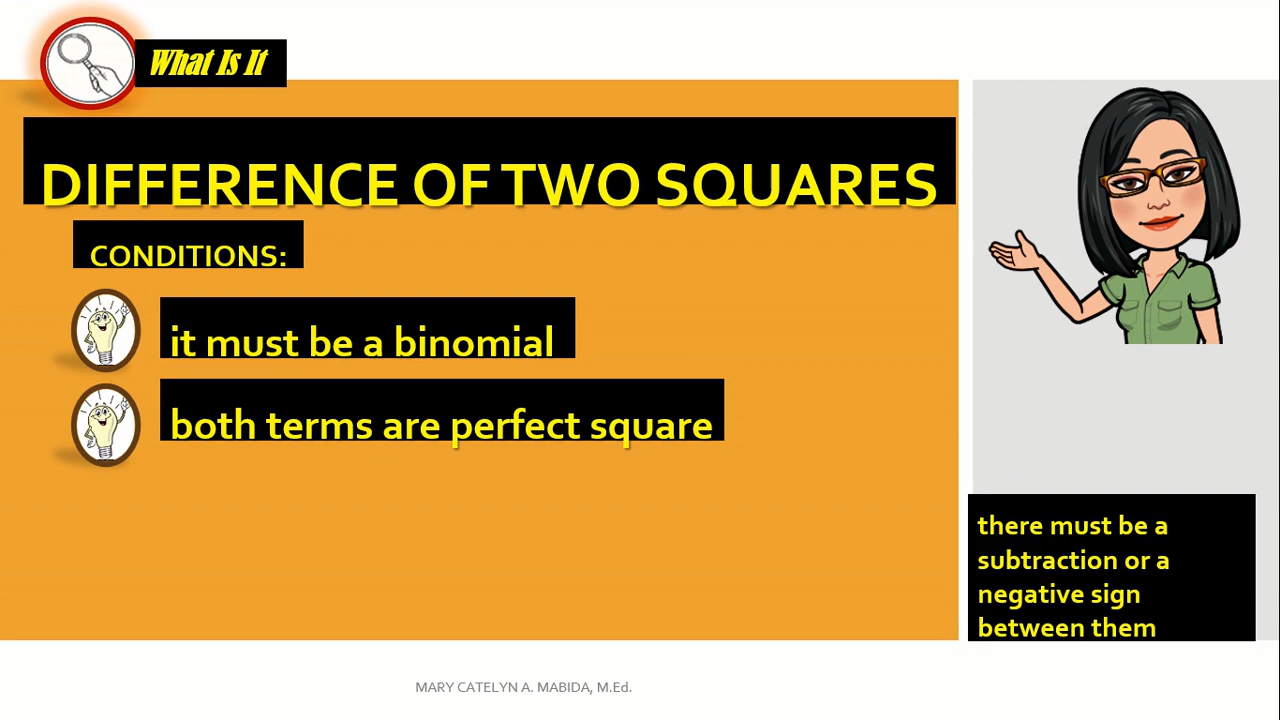 What Is It
DIFFERENCE OF TWO SQUARES
CONDITIONS:
it must be a binomial
both terms are perfect square
there must be a
subtraction or a
negative sign
between them
MARY CATELYN A. MABIDA, M.Ed.